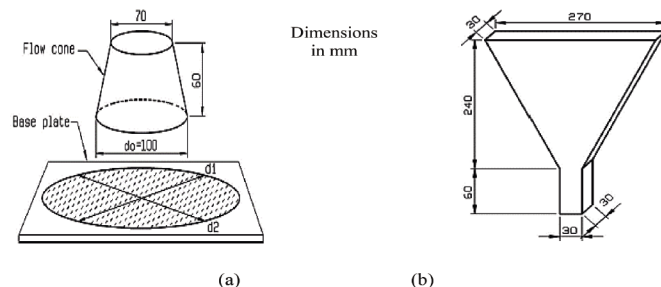 70
Flow cone
60
Base plate
do=100
d1
d2
(a)
Dimensions
in mm
30
270
240
60
30
30
(b)